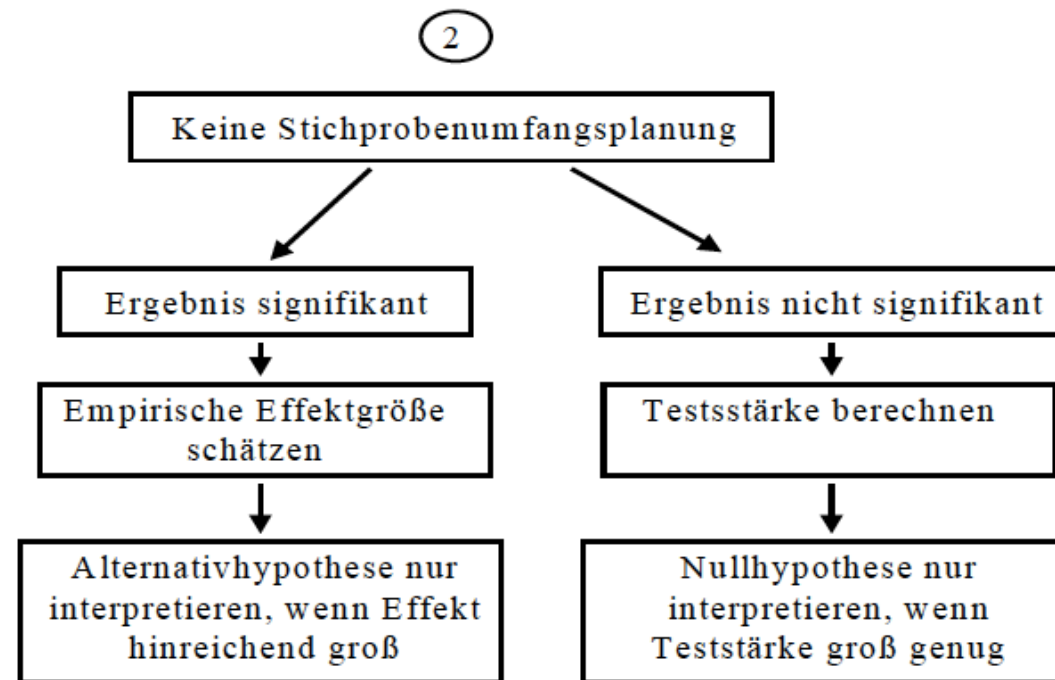 2
Keine Stichprobenumfangsplanung
Ergebnis signifikant
Ergebnis nicht signifikant
Empirische Effektgröße
schätzen
Testsstärke berechnen
Alternativhypothese nur
interpretieren, wenn Effekt
hinreichend groß
Nullhypothese nur
interpretieren, wenn
Teststärke groß genug